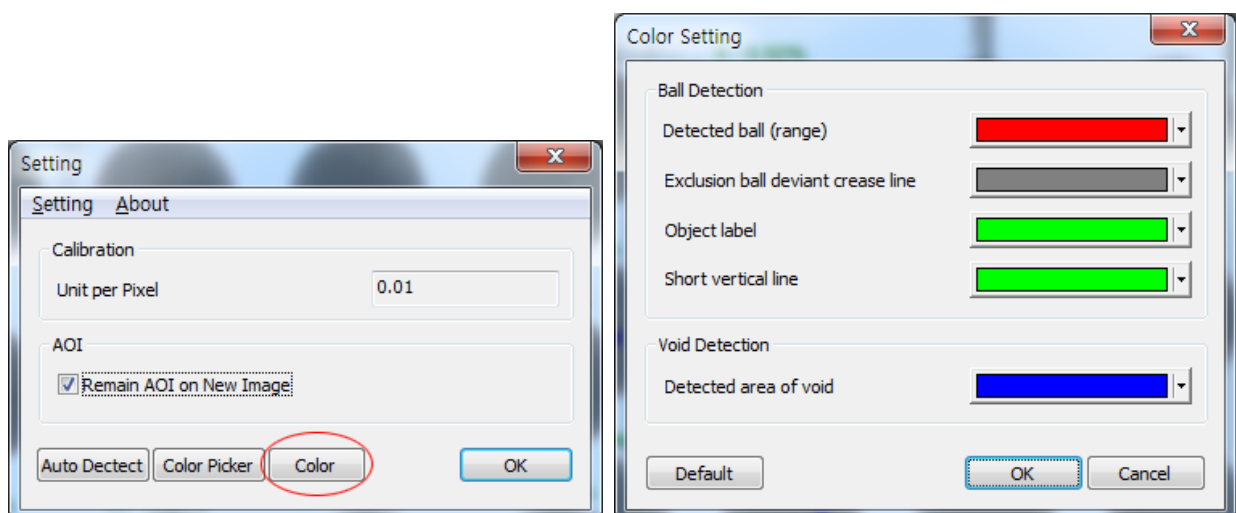 Setting
Setting About
Calibration
Unit per Pixel 0.01
AOI
Remain AOI on New Image
Auto Dectect Color Picker Color OK
Color Setting
Ball Detection
Detected ball (range)
Exclusion ball deviant crease line
Object label
Short vertical line
Void Detection
Detected area of void
Default OK Cancel